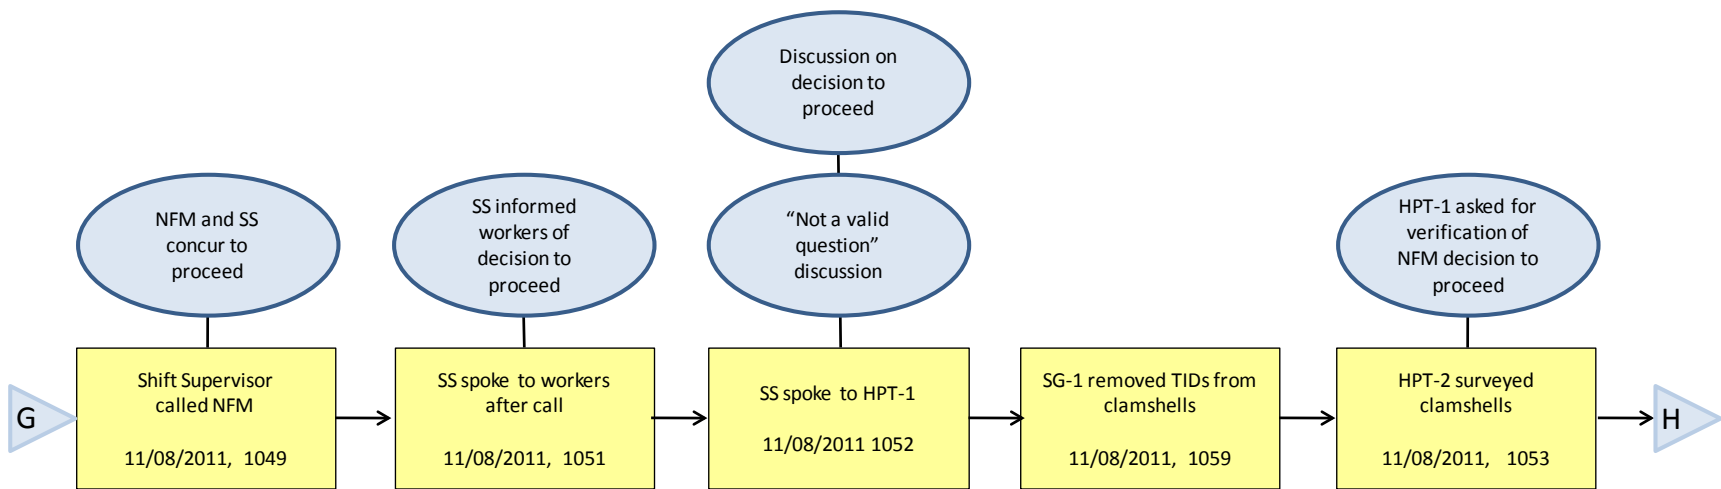 Discussion on
decision to
proceed
NFM and SS
concur to
proceed
SS informed
workers of
decision to
proceed
“Not a valid
question”
discussion
HPT-1 asked for
verification of
NFM decision to
proceed
G
Shift Supervisor
called NFM
11/08/2011, 1049
SS spoke to workers
after call
11/08/2011, 1051
SS spoke to HPT-1
11/08/2011 1052
SG-1 removed TIDs from
clamshells
11/08/2011, 1059
HPT-2 surveyed
clamshells
11/08/2011, 1053
H